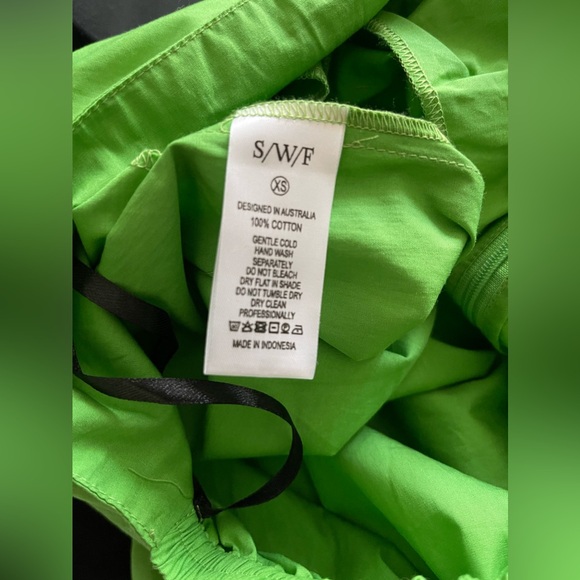 S/W/F
XS
DESIGNED IN AUSTRALIA
100% COTTON
GENTLE COLD
HAND WASH
SEPARATELY
DO NOT BLEACH
DRY FLAT IN SHADE
DO NOT TUMBLE DRY
DRY CLEAN
PROFESSIONALLY
MADE IN INDONESIA